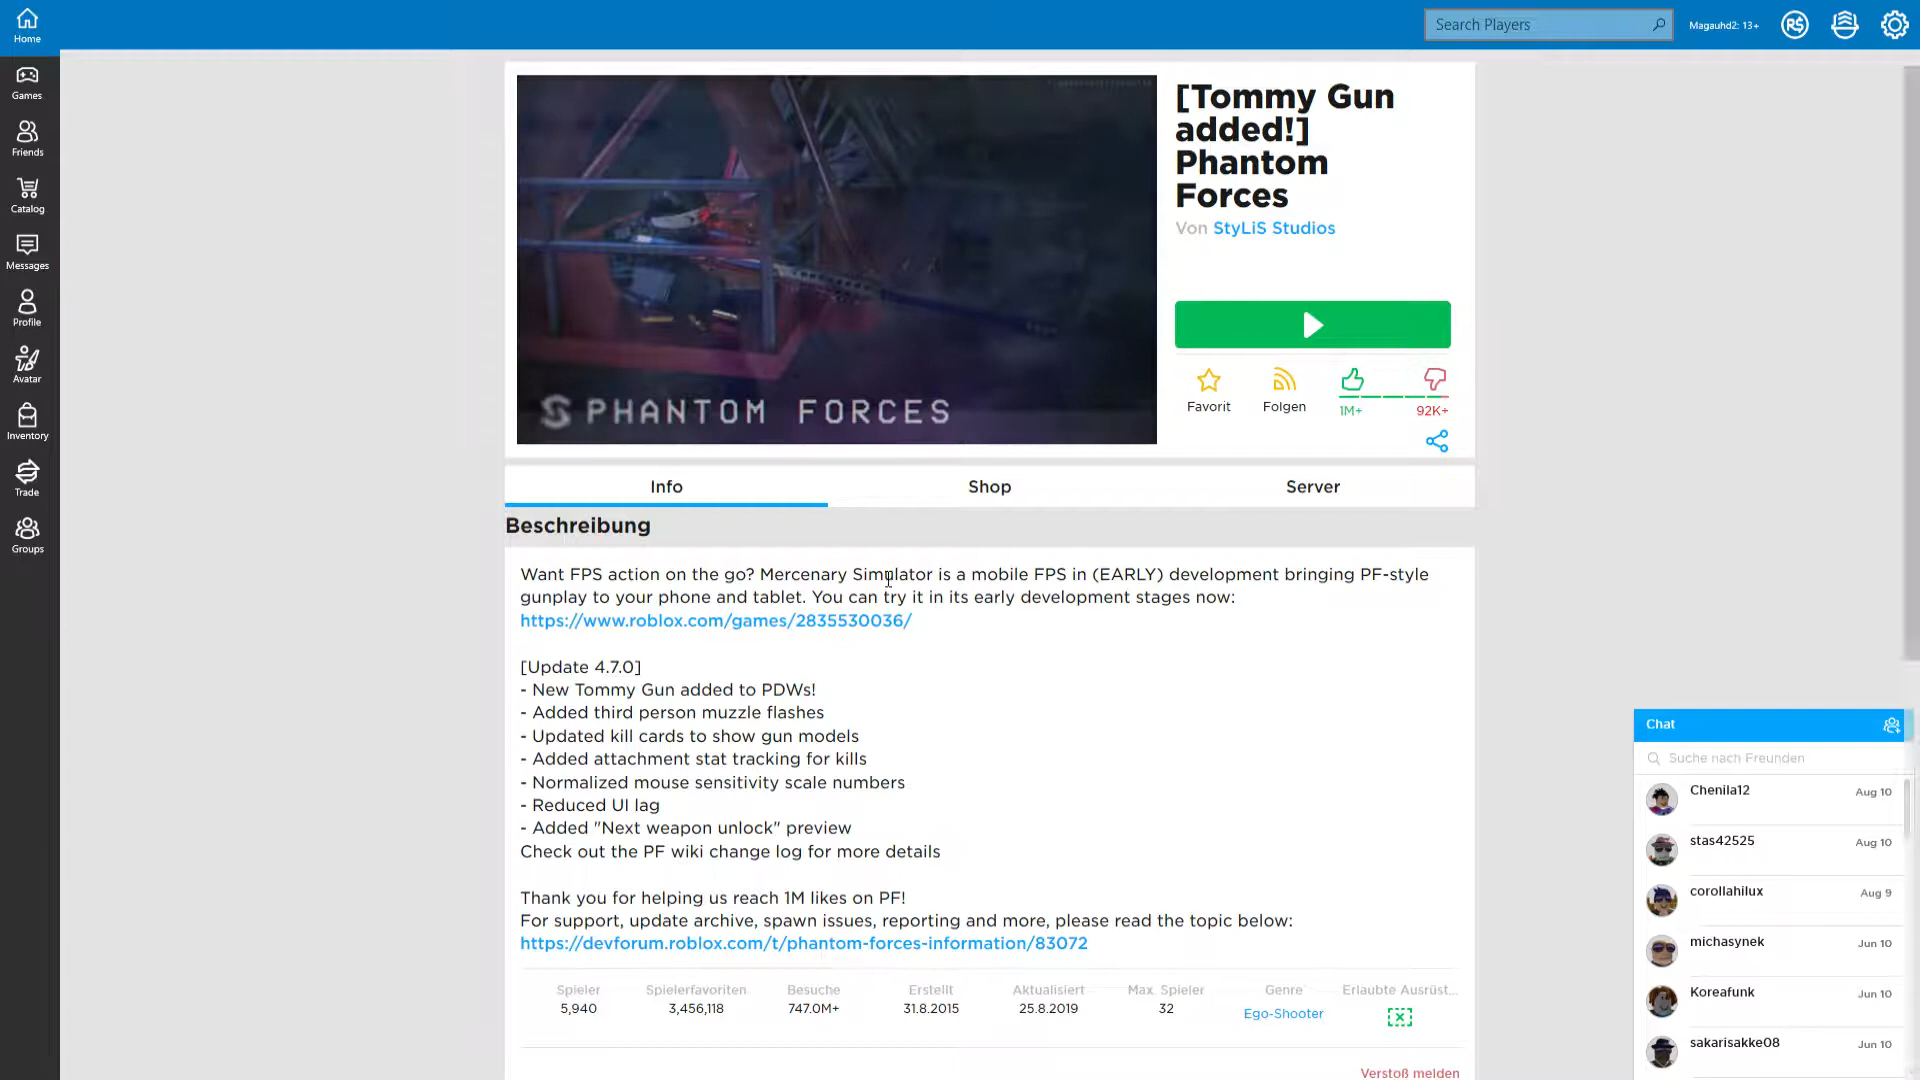 Home
Search Players
Magauhd2: 13+
R$
Games
Friends
Catalog
Messages
Profile
Avatar
Inventory
Trade
Groups
PHANTOM FORCES
[Tommy Gun
added!]
Phantom
Forces
Von StyLiS Studios
Favorit
Folgen
1M+
92K+
Info
Shop
Server
Beschreibung
Want FPS action on the go? Mercenary Simulator is a mobile FPS in (EARLY) development bringing PF-style
gunplay to your phone and tablet. You can try it in its early development stages now:
https://www.roblox.com/games/2835530036/
[Update 4.7.0]
- New Tommy Gun added to PDWs!
- Added third person muzzle flashes
- Updated kill cards to show gun models
- Added attachment stat tracking for kills
- Normalized mouse sensitivity scale numbers
- Reduced UI lag
- Added "Next weapon unlock" preview
Check out the PF wiki change log for more details
Thank you for helping us reach 1M likes on PF!
For support, update archive, spawn issues, reporting and more, please read the topic below:
https://devforum.roblox.com/t/phantom-forces-information/83072
Spieler
5,940
Spielerfavoriten
3,456,118
Besuche
747.0M+
Erstellt
31.8.2015
Aktualisiert
25.8.2019
Max. Spieler
32
Genre
Ego-Shooter
Erlaubte Ausrüst...
Verstoß melden
Chat
Suche nach Freunden
Chenila12 Aug 10
stas42525 Aug 10
corollahilux Aug 9
michasynek Jun 10
Koreafunk Jun 10
sakarisakke08 Jun 10